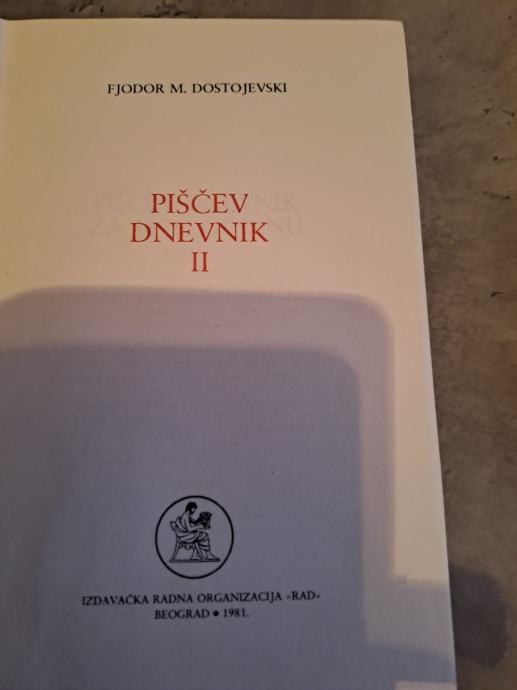 FJODOR M. DOSTOJEVSKI
PIŠČEV
DNEVNIK
II
IZDAVAČKA RADNA ORGANIZACIJA »RAD«
BEOGRAD • 1981.